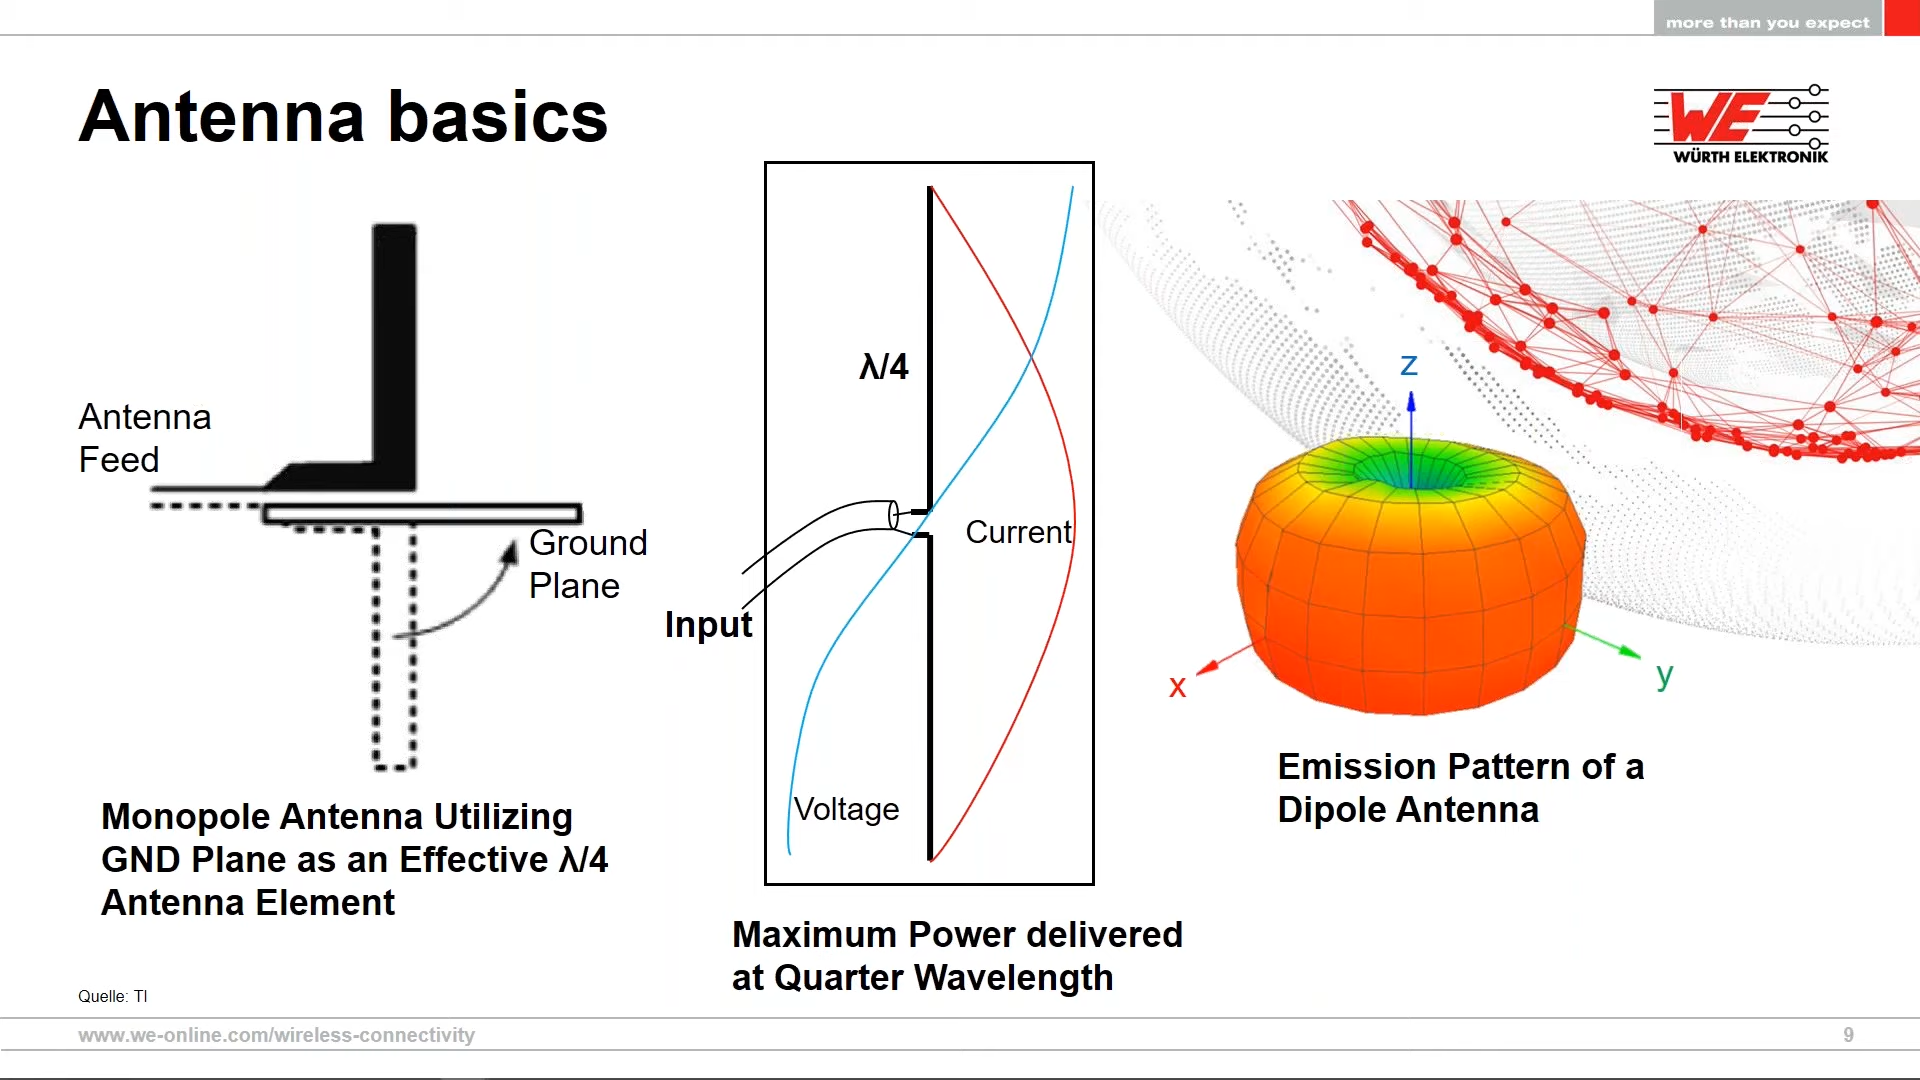 more than you expect
Antenna basics
WE
WÜRTH ELEKTRONIK
Antenna
Feed
Ground
Plane
Monopole Antenna Utilizing
GND Plane as an Effective λ/4
Antenna Element
λ/4
Current
Input
Voltage
Maximum Power delivered
at Quarter Wavelength
z
x
y
Emission Pattern of a
Dipole Antenna
Quelle: TI
www.we-online.com/wireless-connectivity
9